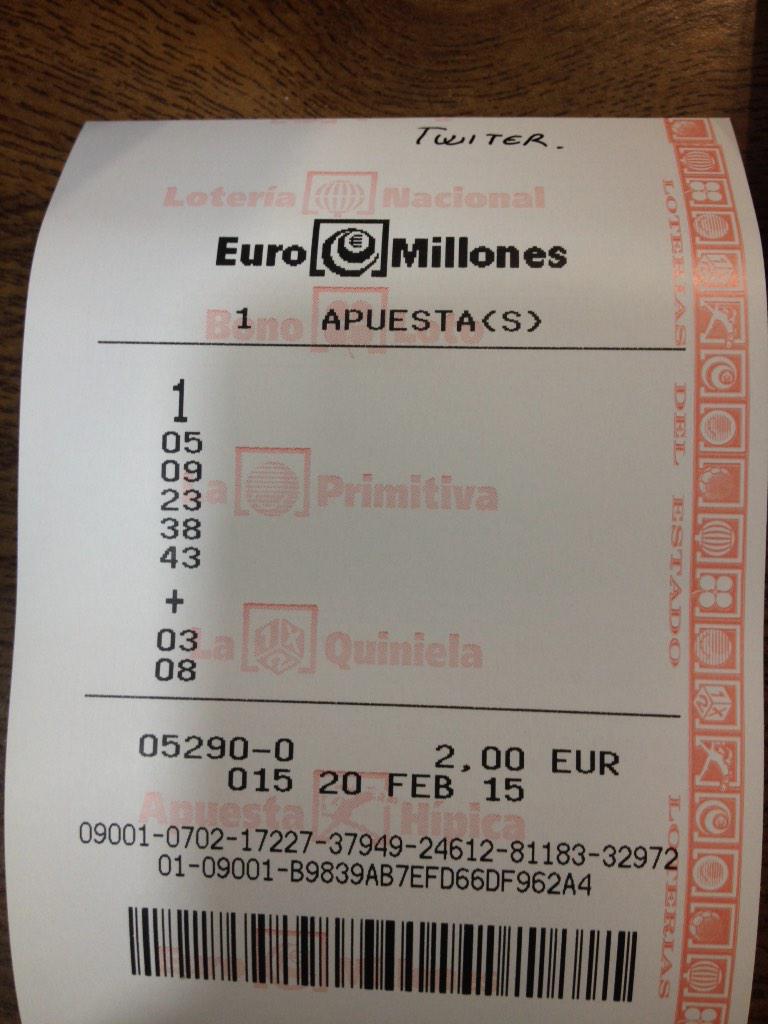 TWITER.
Lotería Nacional
Euro Millones
Bono Loto
1 APUESTA(S)
1
05
09
23
38
43
La Primitiva
+
03
08
La Quiniela
05290-0 2,00 EUR
015 20 FEB 15
Apuesta Hípica
09001-0702-17227-37949-24612-81183-32972
01-09001-B9839AB7EFD66DF962A4
Euro Millones
LOTERIAS DEL ESTADO LOTERIAS